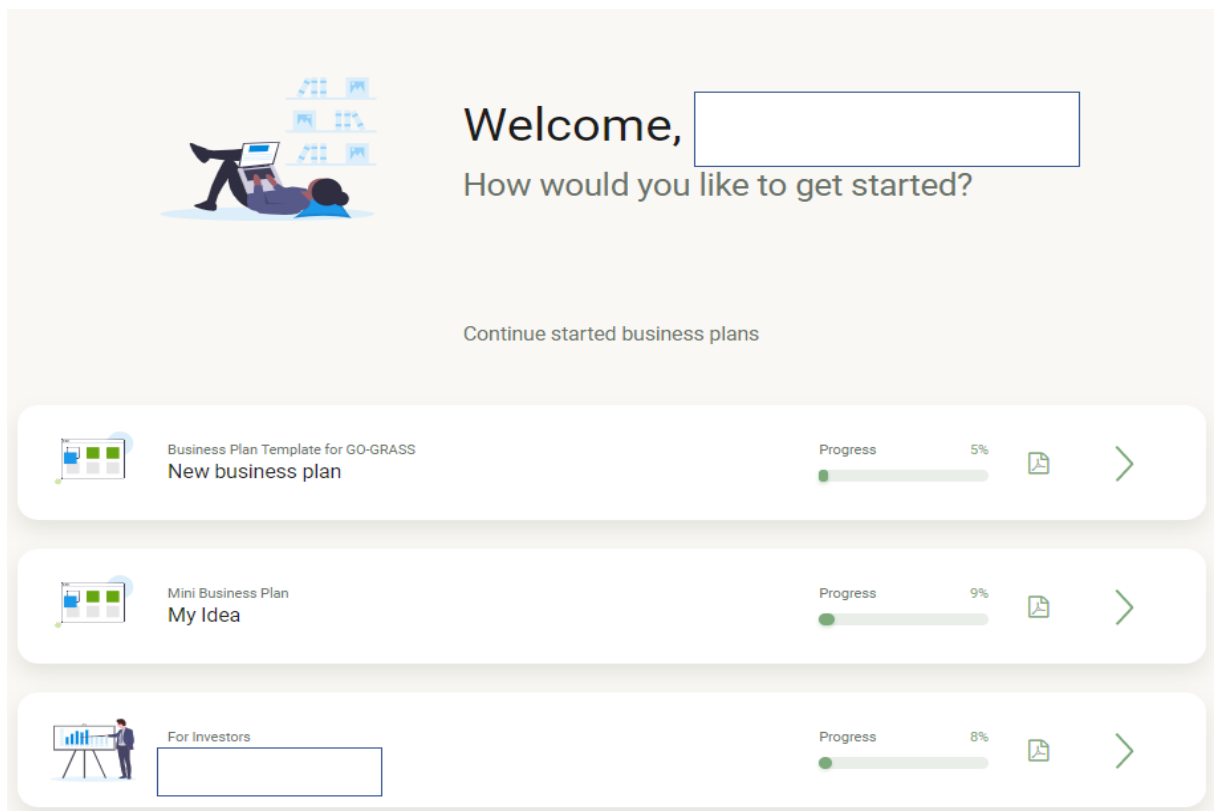 Welcome,
How would you like to get started?
Continue started business plans
Business Plan Template for GO-GRASS
New business plan
Progress 5%
Mini Business Plan
My Idea
Progress 9%
For Investors
Progress 8%